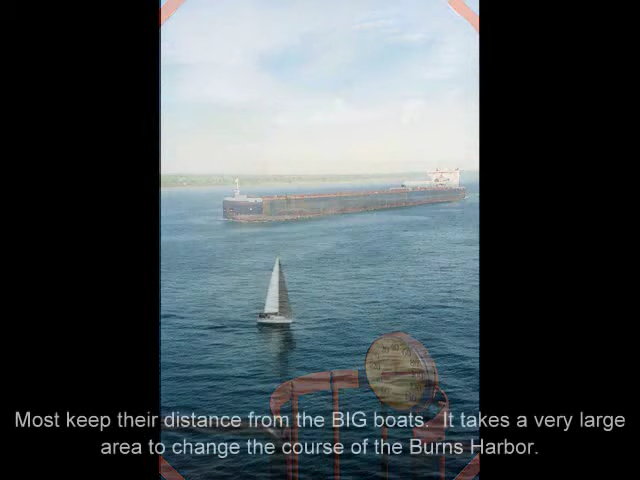 Most keep their distance from the BIG boats.  It takes a very large
area to change the course of the Burns Harbor.